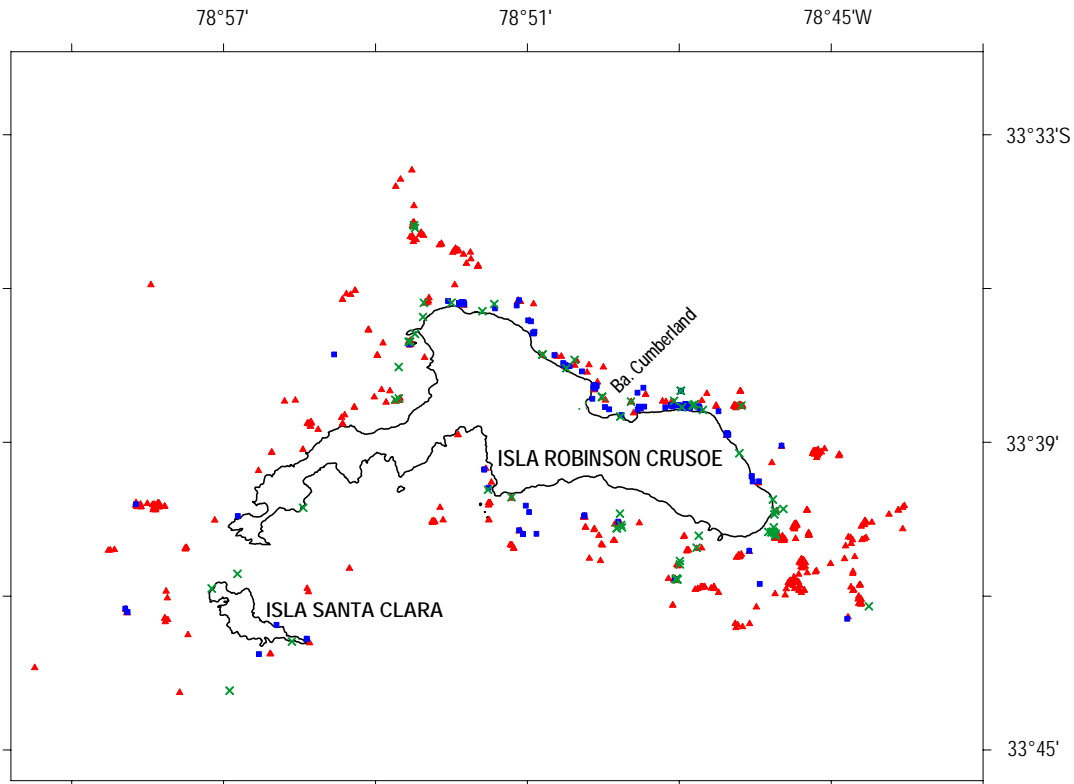 78°57'
78°51'
78°45'W
33°33'S
Ba. Cumberland
33°39'
ISLA ROBINSON CRUSOE
ISLA SANTA CLARA
33°45'